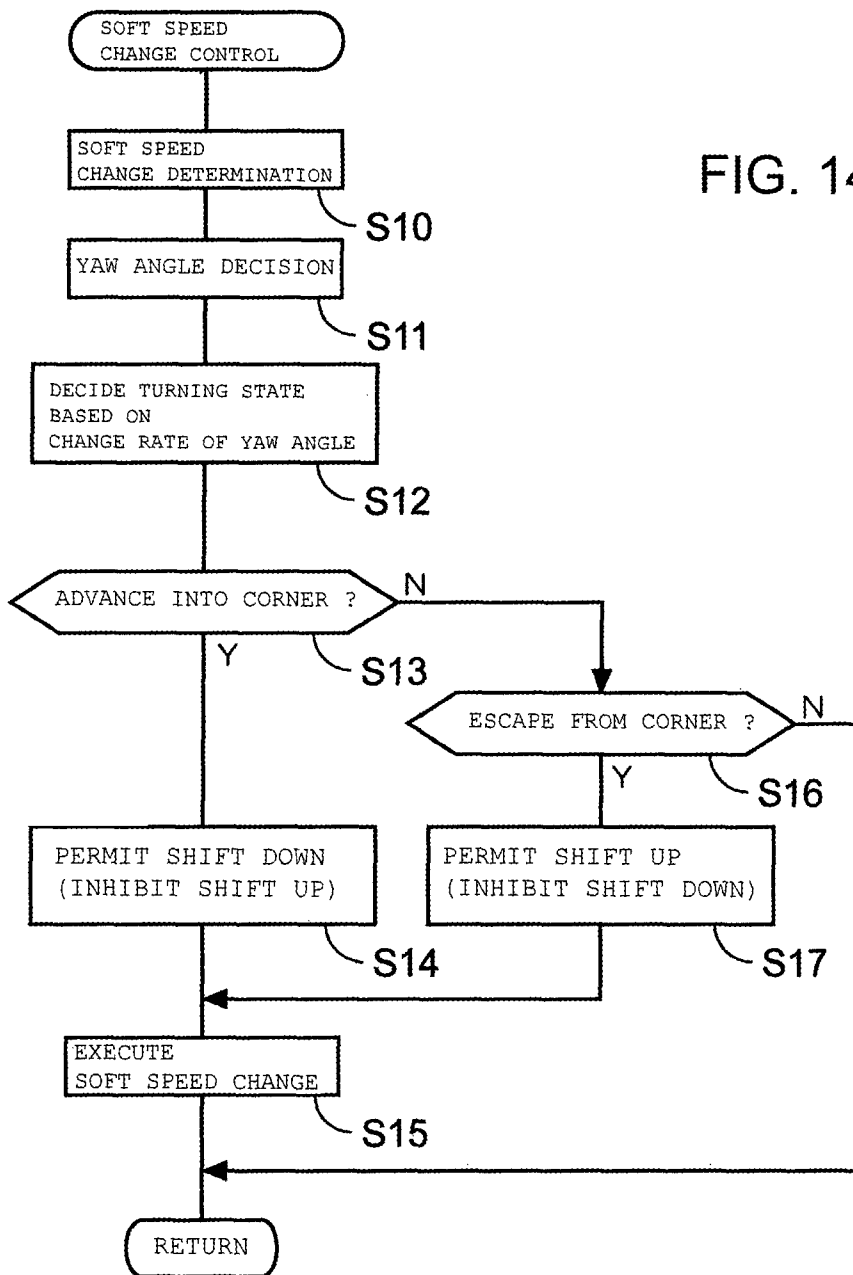 SOFT SPEED
CHANGE CONTROL
FIG. 14
SOFT SPEED
CHANGE DETERMINATION
S10
YAW ANGLE DECISION
S11
DECIDE TURNING STATE
BASED ON
CHANGE RATE OF YAW ANGLE
S12
ADVANCE INTO CORNER ?
N
Y
S13
ESCAPE FROM CORNER ?
N
Y
S16
PERMIT SHIFT DOWN
(INHIBIT SHIFT UP)
S14
PERMIT SHIFT UP
(INHIBIT SHIFT DOWN)
S17
EXECUTE
SOFT SPEED CHANGE
S15
RETURN